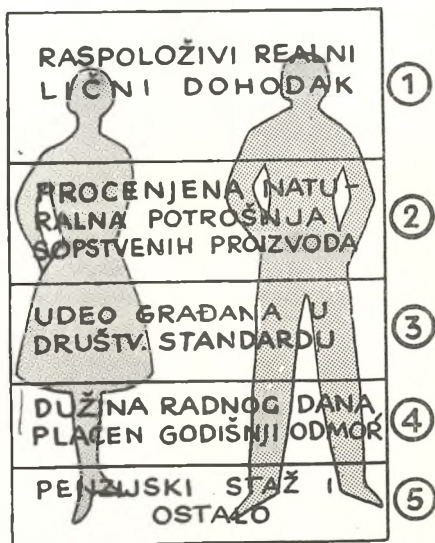 RASPOLOŽIVI REALNI
LIČNI DOHODAK
1
PROCENJENA NATU-
RALNA POTROŠNJA
SOPSTVENIH PROIZVODA
2
UDEO GRAĐANA U
DRUŠTV. STANDARDU
3
DUŽINA RADNOG DANA,
PLAĆEN GODIŠNJI ODMOR
4
PENZIJSKI STAŽ I
OSTALO
5